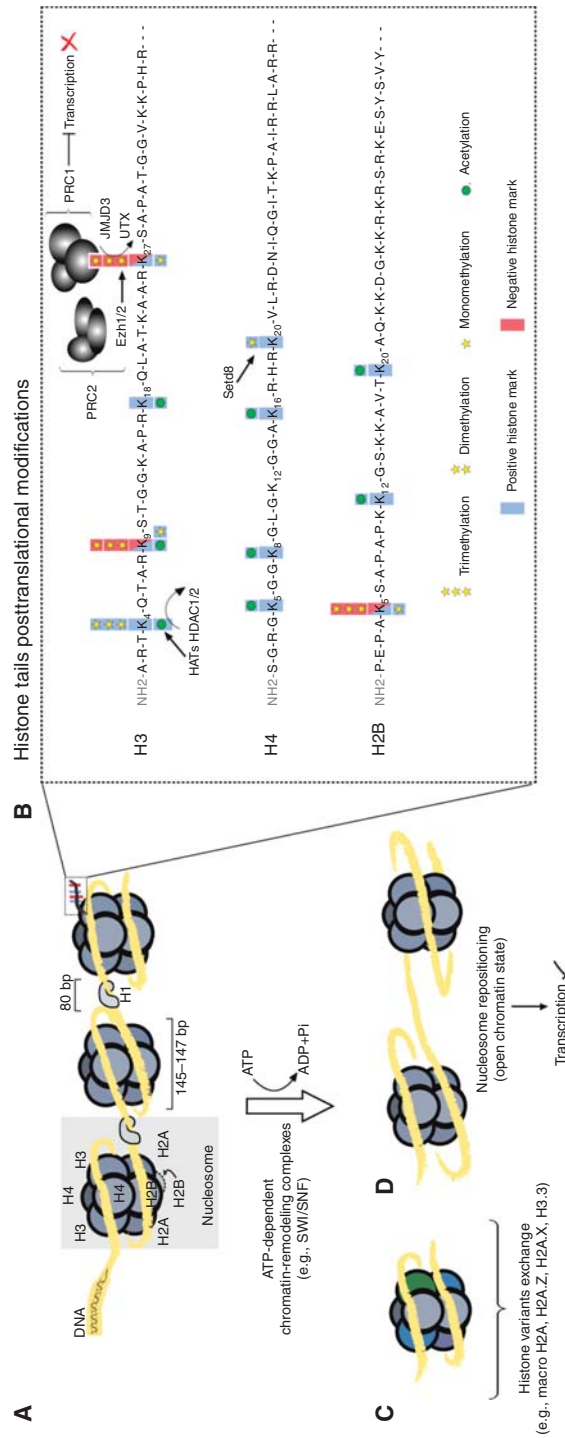 A
DNA
H3
H4
H3
H4
H2A
H2B
H2B
H2A
Nucleosome
145–147 bp
80 bp
H1
ATP-dependent
chromatin-remodeling complexes
(e.g., SWI/SNF)
ATP
ADP+Pi
B
Histone tails posttranslational modifications
PRC2
PRC1
Transcription
JMJD3
UTX
Ezh1/2
H3
NH2-A-R-T-K4-Q-T-A-R-K9-S-T-G-G-K-A-P-R-K18-Q-L-A-T-K-A-A-R-K27-S-A-P-A-T-G-G-V-K-K-P-H-R---
HATs HDAC1/2
Setd8
H4
NH2-S-G-R-G-K5-G-G-K8-G-L-G-K12-G-G-A-K16-R-H-R-K20-V-L-R-D-N-I-Q-G-I-T-K-P-A-I-R-R-L-A-R-R---
H2B
NH2-P-E-P-A-K5-S-A-P-A-P-K-K12-G-S-K-K-A-V-T-K20-A-Q-K-K-D-G-K-K-R-K-R-S-R-K-E-S-Y-S-V-Y---
Trimethylation
Dimethylation
Monomethylation
Acetylation
Positive histone mark
Negative histone mark
C
Histone variants exchange
(e.g., macro H2A, H2A.Z, H2A.X, H3.3)
D
Nucleosome repositioning
(open chromatin state)
Transcription